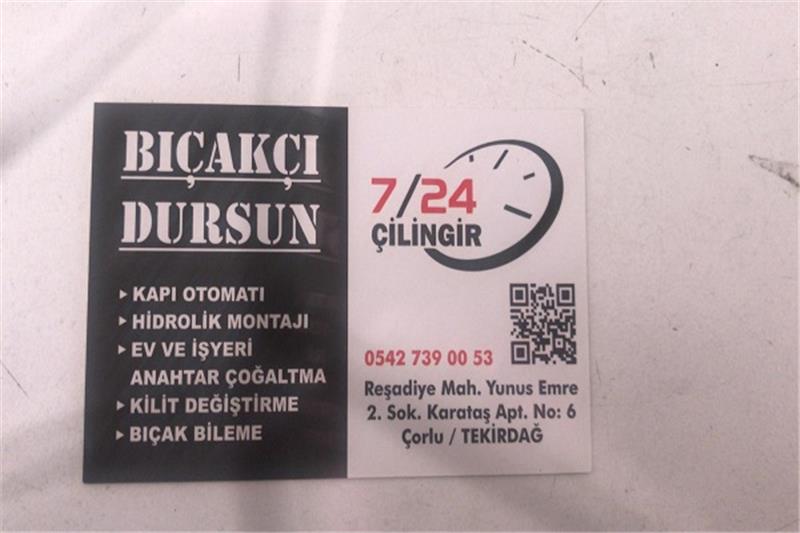 BIÇAKÇI
DURSUN
KAPI OTOMATI
HİDROLİK MONTAJI
EV VE İŞYERİ
ANAHTAR ÇOĞALTMA
KİLİT DEĞİŞTİRME
BIÇAK BİLEME
7/24
ÇİLİNGİR
0542 739 00 53
Reşadiye Mah. Yunus Emre
2. Sok. Karataş Apt. No: 6
Çorlu / TEKİRDAĞ